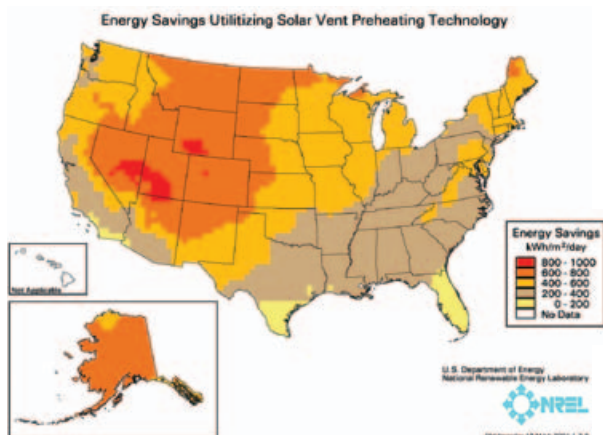 Energy Savings Utilitizing Solar Vent Preheating Technology
Not Applicable
Energy Savings
kWh/m²/day
800 - 1000
600 - 800
400 - 600
200 - 400
0 - 200
No Data
U.S. Department of Energy
National Renewable Energy Laboratory
NREL